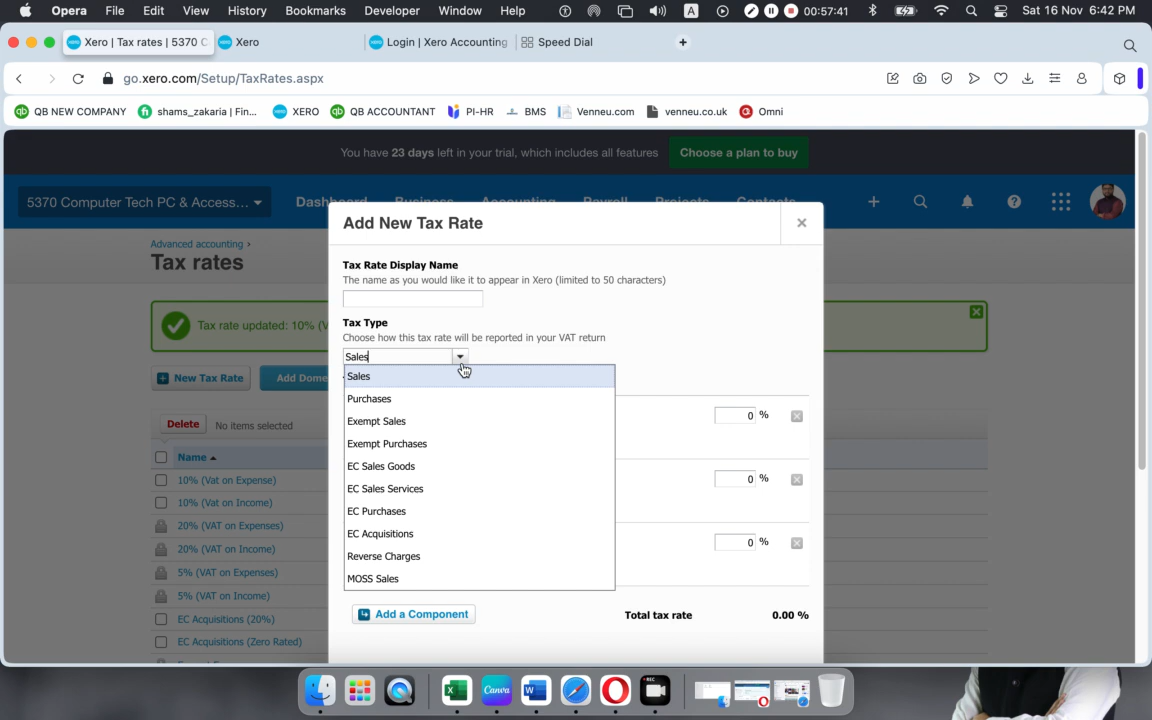 Opera File Edit View History Bookmarks Developer Window Help A 00:57:41 Sat 16 Nov 6:42 PM
Xero | Tax rates | 5370 C Xero Login | Xero Accounting Speed Dial
go.xero.com/Setup/TaxRates.aspx
QB NEW COMPANY shams_zakaria | Fin... XERO QB ACCOUNTANT PI-HR BMS Venneu.com venneu.co.uk Omni
You have 23 days left in your trial, which includes all features Choose a plan to buy
5370 Computer Tech PC & Access... Dashboard Business Accounting Payroll Projects Contacts
Add New Tax Rate
Advanced accounting ›
Tax rates
Tax Rate Display Name
The name as you would like it to appear in Xero (limited to 50 characters)
Tax rate updated: 10% (V
Tax Type
Choose how this tax rate will be reported in your VAT return
Sales
New Tax Rate Add Dome
Sales
Purchases
Exempt Sales
Exempt Purchases
EC Sales Goods
EC Sales Services
EC Purchases
EC Acquisitions
Reverse Charges
MOSS Sales
0 %
0 %
0 %
Delete No items selected
Name
10% (Vat on Expense)
10% (Vat on Income)
20% (VAT on Expenses)
20% (VAT on Income)
5% (VAT on Expenses)
5% (VAT on Income)
EC Acquisitions (20%)
EC Acquisitions (Zero Rated)
Add a Component Total tax rate 0.00 %
REC
Canva
W